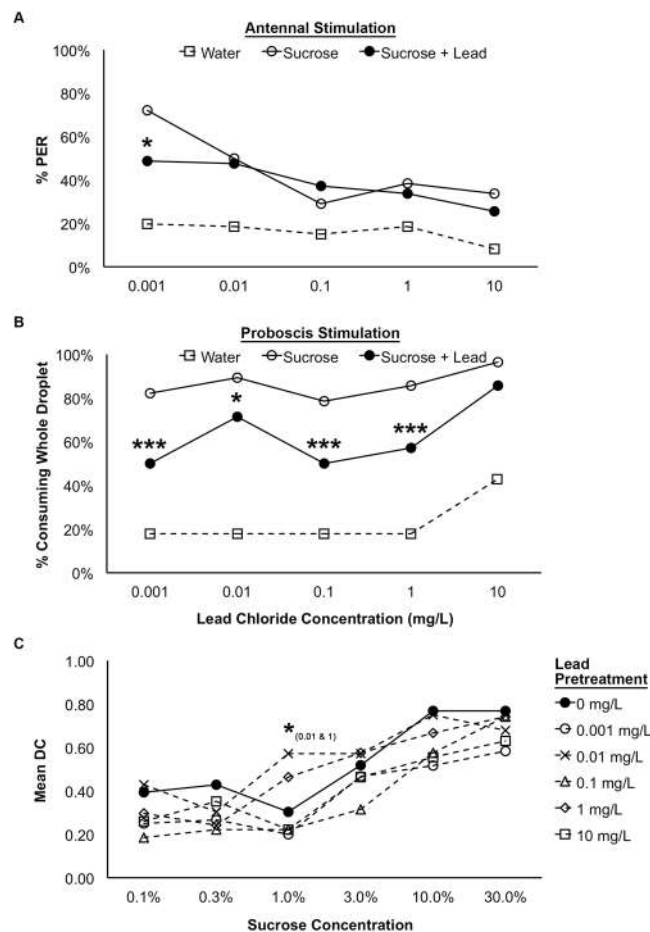 A
Antennal Stimulation
100%
Water
Sucrose
Sucrose + Lead
80%
60%
40%
20%
0%
% PER
*
0.001
0.01
0.1
1
10
B
Proboscis Stimulation
100%
Water
Sucrose
Sucrose + Lead
80%
60%
40%
20%
0%
% Consuming Whole Droplet
***
*
***
***
0.001
0.01
0.1
1
10
Lead Chloride Concentration (mg/L)
C
1.00
0.80
0.60
0.40
0.20
0.00
Mean DC
* (0.01 & 1)
0.1%
0.3%
1.0%
3.0%
10.0%
30.0%
Sucrose Concentration
Lead
Pretreatment
0 mg/L
0.001 mg/L
0.01 mg/L
0.1 mg/L
1 mg/L
10 mg/L